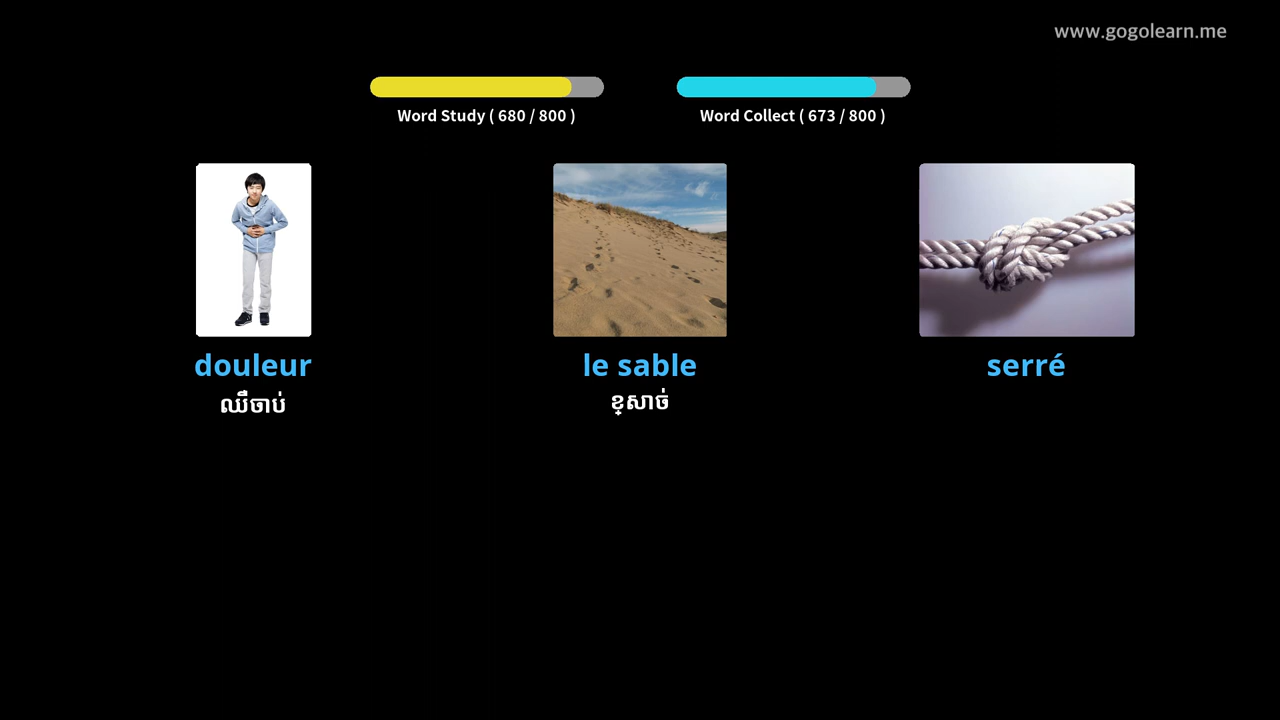 www.gogolearn.me
Word Study ( 680 / 800 )
Word Collect ( 673 / 800 )
douleur
ឈឺចាប់
le sable
ខ្សាច់
serré